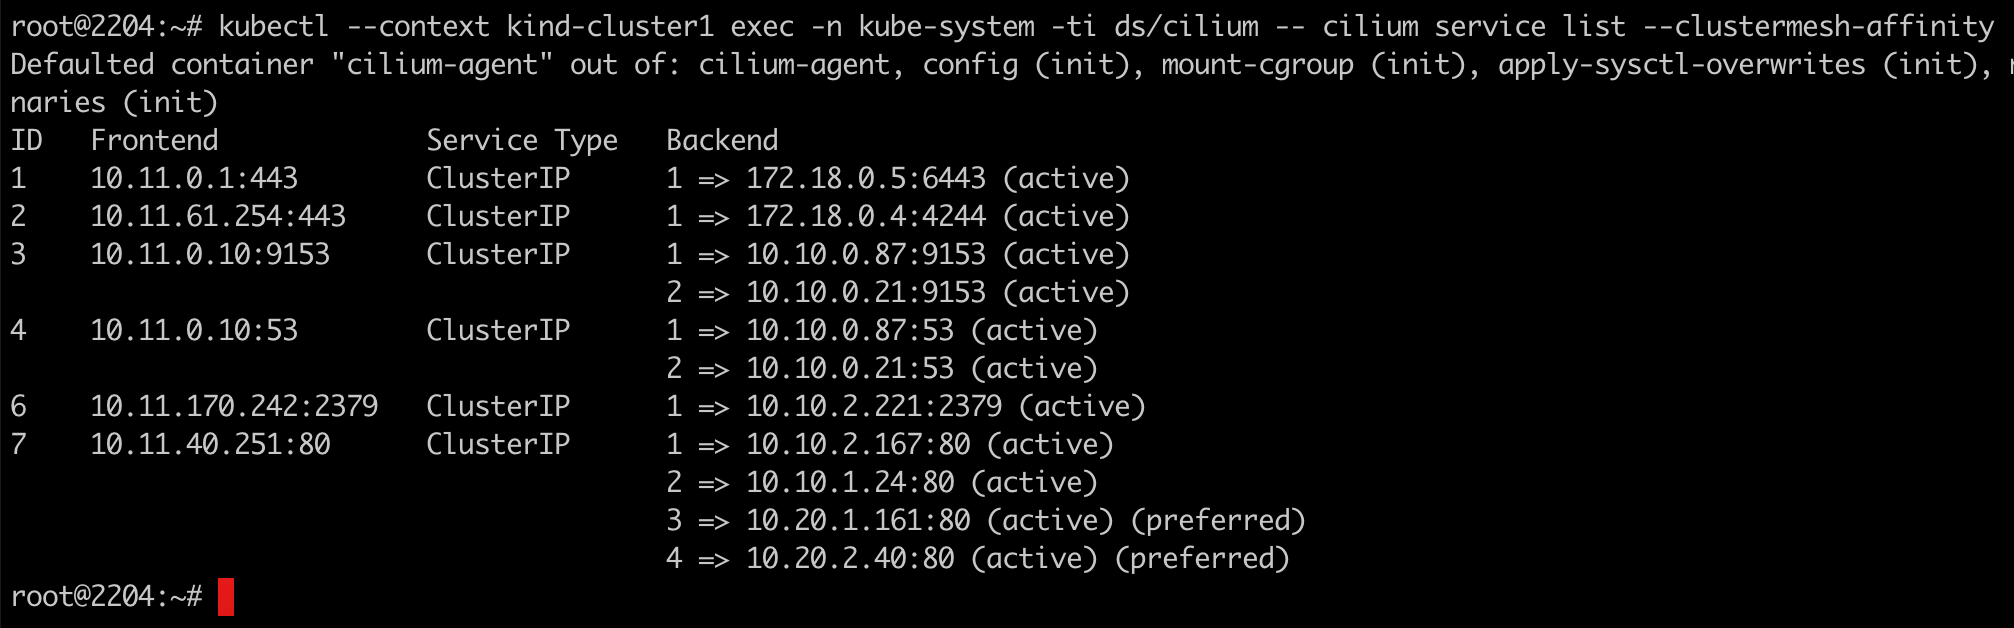 root@2204:~# kubectl --context kind-cluster1 exec -n kube-system -ti ds/cilium -- cilium service list --clustermesh-affinity
Defaulted container "cilium-agent" out of: cilium-agent, config (init), mount-cgroup (init), apply-sysctl-overwrites (init),
naries (init)
ID   Frontend             Service Type   Backend
1    10.11.0.1:443        ClusterIP      1 => 172.18.0.5:6443 (active)
2    10.11.61.254:443     ClusterIP      1 => 172.18.0.4:4244 (active)
3    10.11.0.10:9153      ClusterIP      1 => 10.10.0.87:9153 (active)
                                         2 => 10.10.0.21:9153 (active)
4    10.11.0.10:53        ClusterIP      1 => 10.10.0.87:53 (active)
                                         2 => 10.10.0.21:53 (active)
6    10.11.170.242:2379   ClusterIP      1 => 10.10.2.221:2379 (active)
7    10.11.40.251:80      ClusterIP      1 => 10.10.2.167:80 (active)
                                         2 => 10.10.1.24:80 (active)
                                         3 => 10.20.1.161:80 (active) (preferred)
                                         4 => 10.20.2.40:80 (active) (preferred)
root@2204:~#